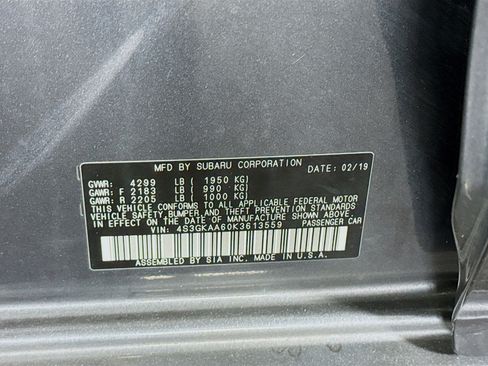 MFD BY SUBARU CORPORATION DATE: 02/19
GVWR: 4299 LB ( 1950 KG)
GAWR: F 2183 LB ( 990 KG)
GAWR: R 2205 LB ( 1000 KG)
THIS VEHICLE CONFORMS TO ALL APPLICABLE FEDERAL MOTOR
VEHICLE SAFETY,BUMPER,AND THEFT PREVENTION STANDARDS
IN EFFECT ON THE DATE OF MANUFACTURE SHOWN ABOVE.
VIN: 4S3GKAA60K3613559 PASSENGER CAR
ASSEMBLED BY SIA INC. MADE IN U.S.A.